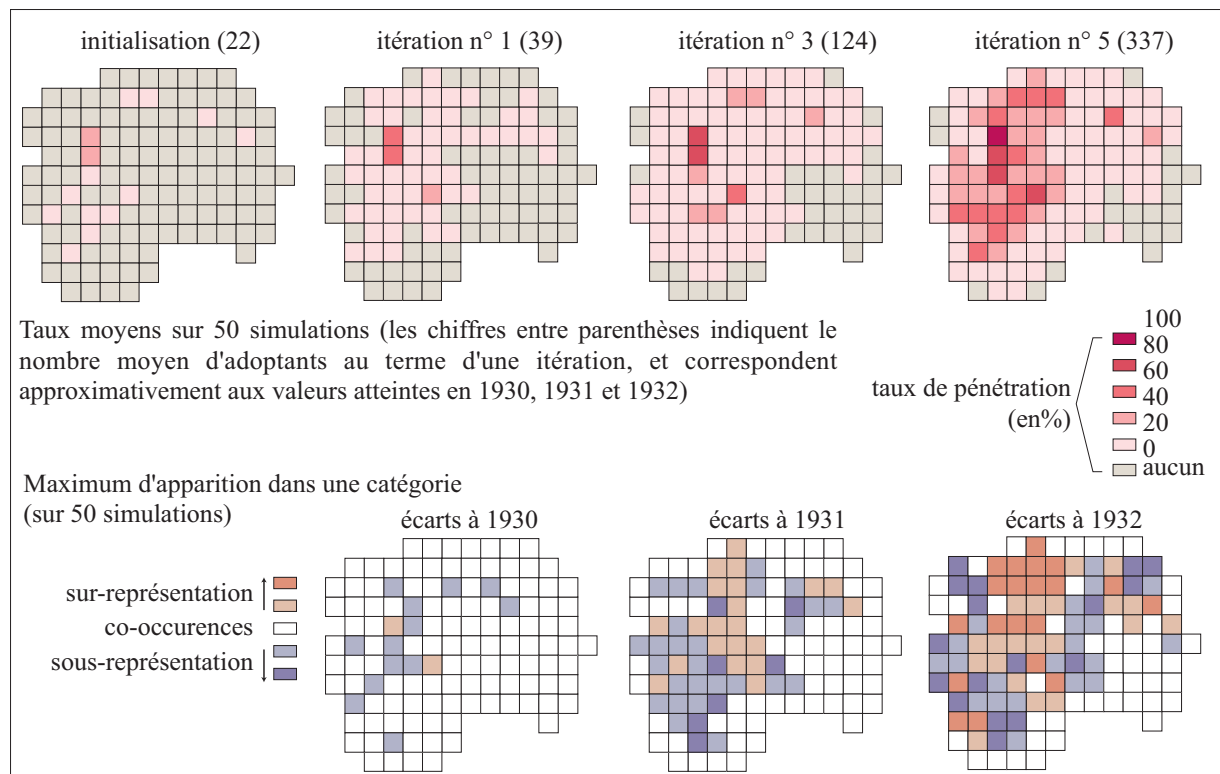 initialisation (22)
itération n° 1 (39)
itération n° 3 (124)
itération n° 5 (337)
Taux moyens sur 50 simulations (les chiffres entre parenthèses indiquent le
nombre moyen d'adoptants au terme d'une itération, et correspondent
approximativement aux valeurs atteintes en 1930, 1931 et 1932)
taux de pénétration
(en%)
100
80
60
40
20
0
aucun
Maximum d'apparition dans une catégorie
(sur 50 simulations)
écarts à 1930
écarts à 1931
écarts à 1932
sur-représentation
co-occurences
sous-représentation